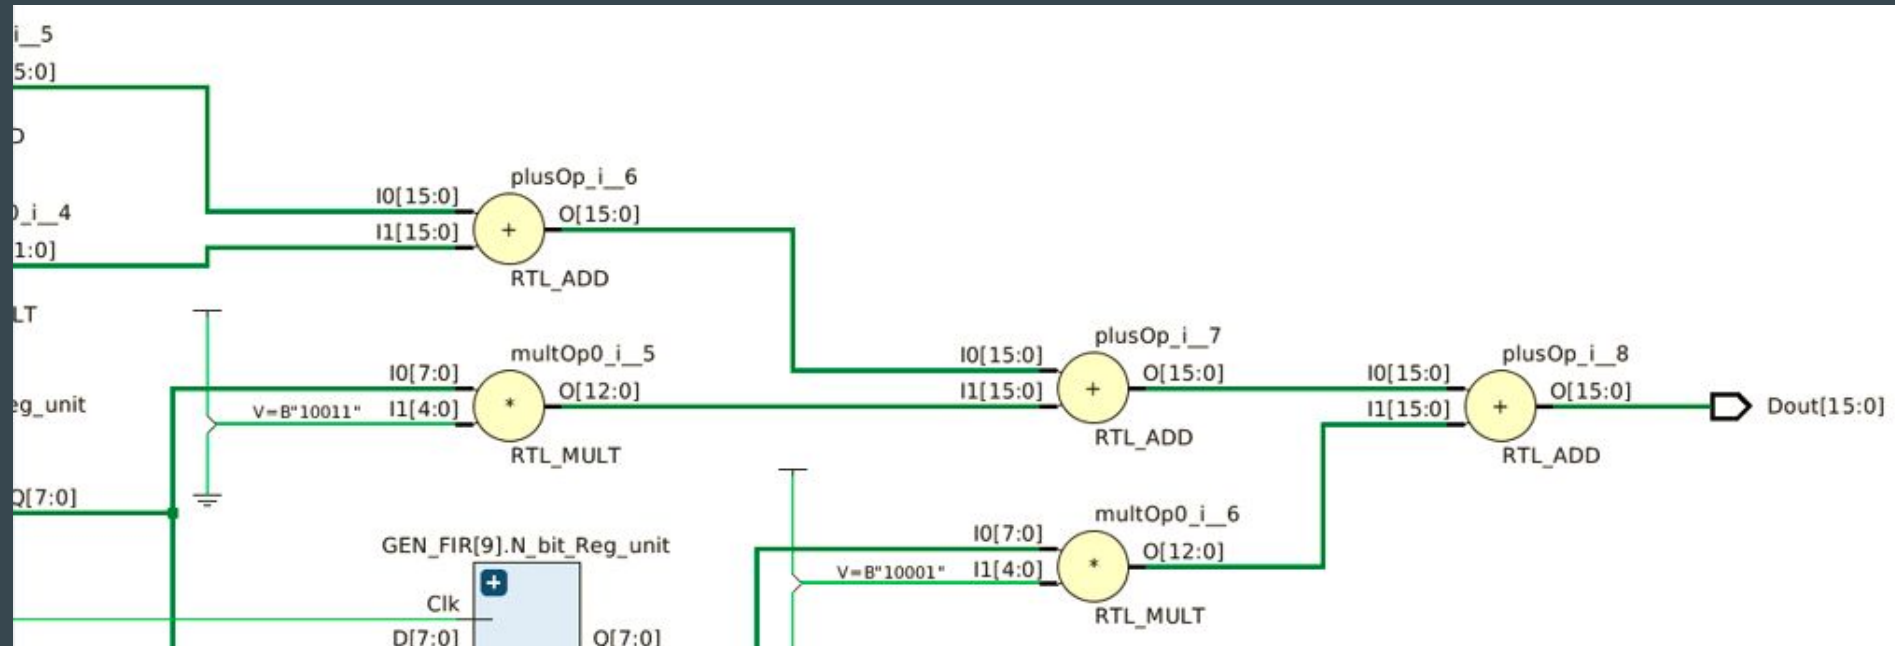 i__5
5:0]
plusOp_i__6
I0[15:0]
O[15:0]
I1[15:0]
+
RTL_ADD
)_i__4
1:0]
LT
multOp0_i__5
I0[7:0]
O[12:0]
V=B"10011"
I1[4:0]
*
RTL_MULT
eg_unit
Q[7:0]
plusOp_i__7
I0[15:0]
O[15:0]
I1[15:0]
+
RTL_ADD
plusOp_i__8
I0[15:0]
O[15:0]
I1[15:0]
+
RTL_ADD
Dout[15:0]
multOp0_i__6
I0[7:0]
O[12:0]
V=B"10001"
I1[4:0]
*
RTL_MULT
GEN_FIR[9].N_bit_Reg_unit
+
Clk
D[7:0]
Q[7:0]